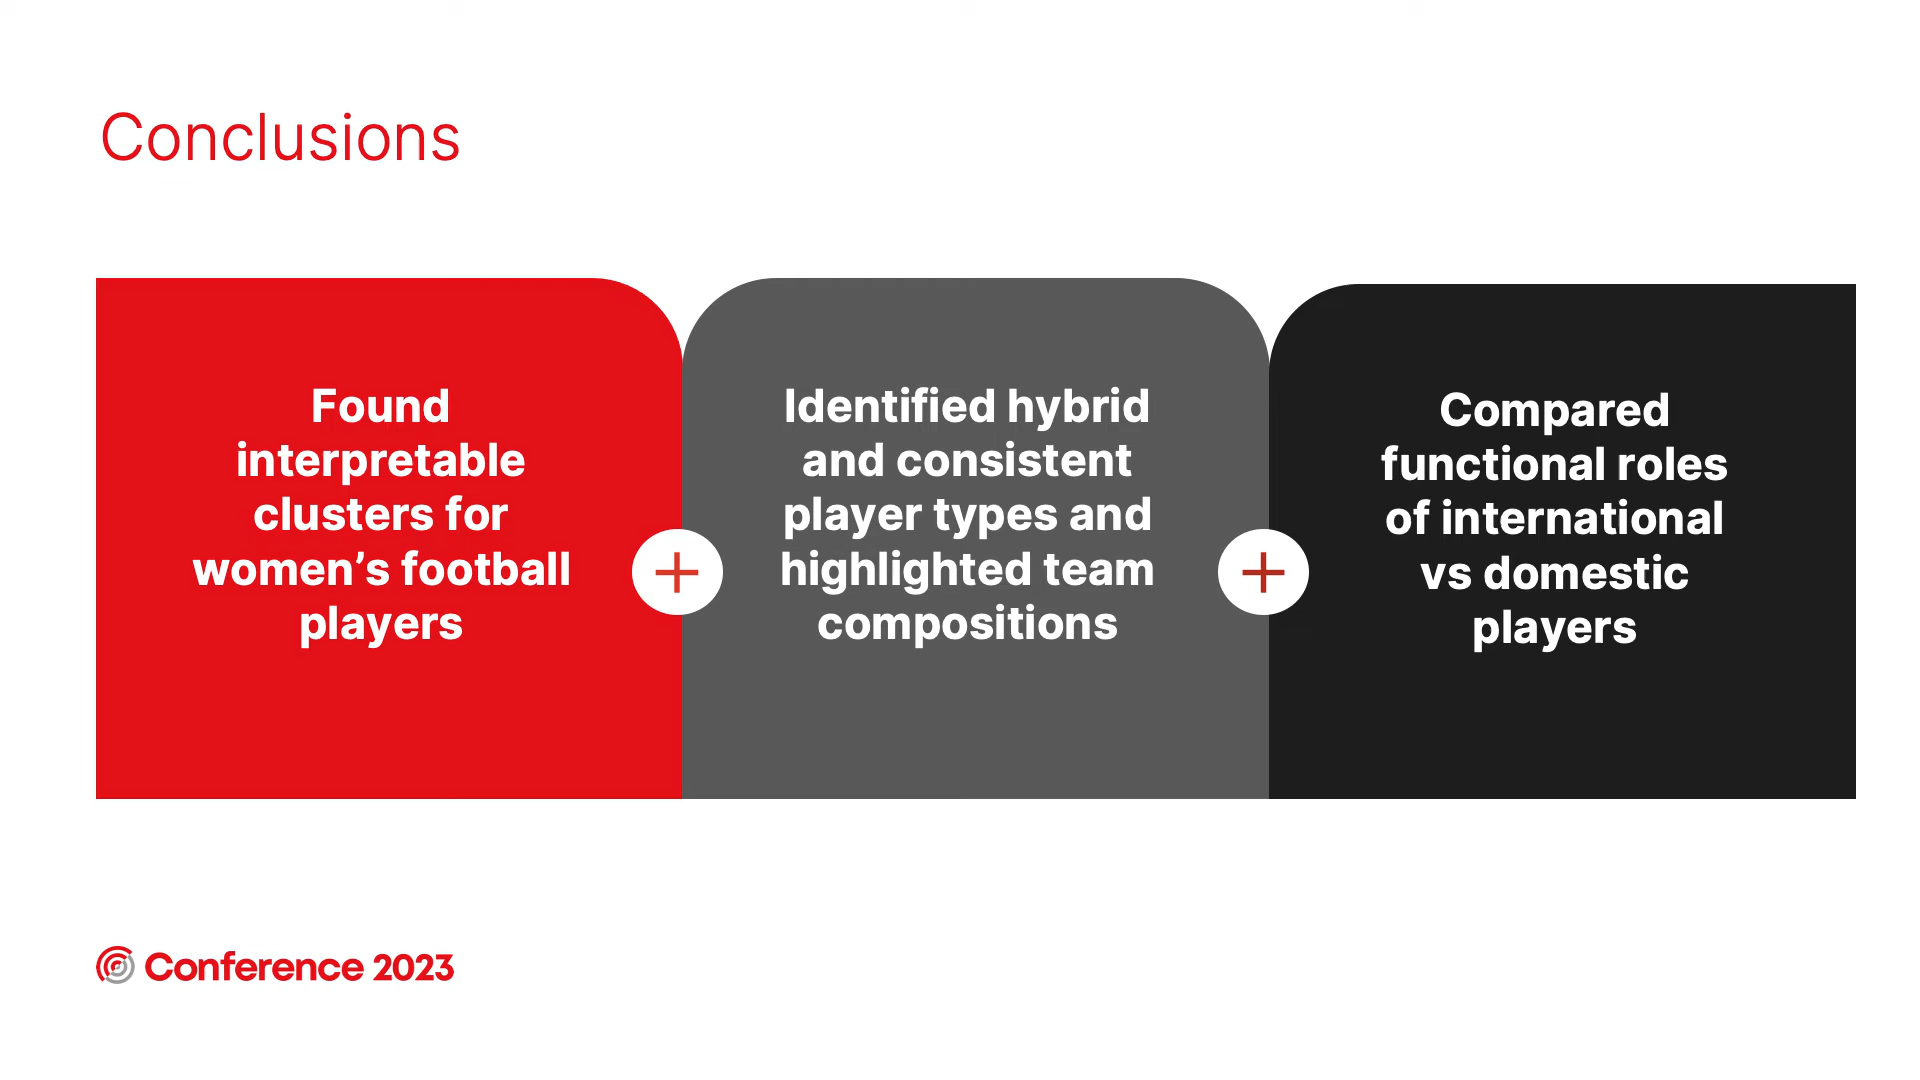 Conclusions
Found
interpretable
clusters for
women’s football
players
+
Identified hybrid
and consistent
player types and
highlighted team
compositions
+
Compared
functional roles
of international
vs domestic
players
Conference 2023